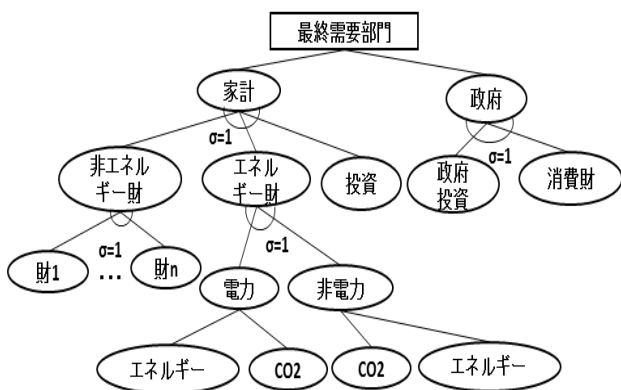 最終需要部門
家計
政府
σ=1
非エネル
ギー財
エネル
ギー財
投資
政府
投資
σ=1
消費財
財1
σ=1
...
財n
σ=1
電力
非電力
エネルギー
CO2
CO2
エネルギー